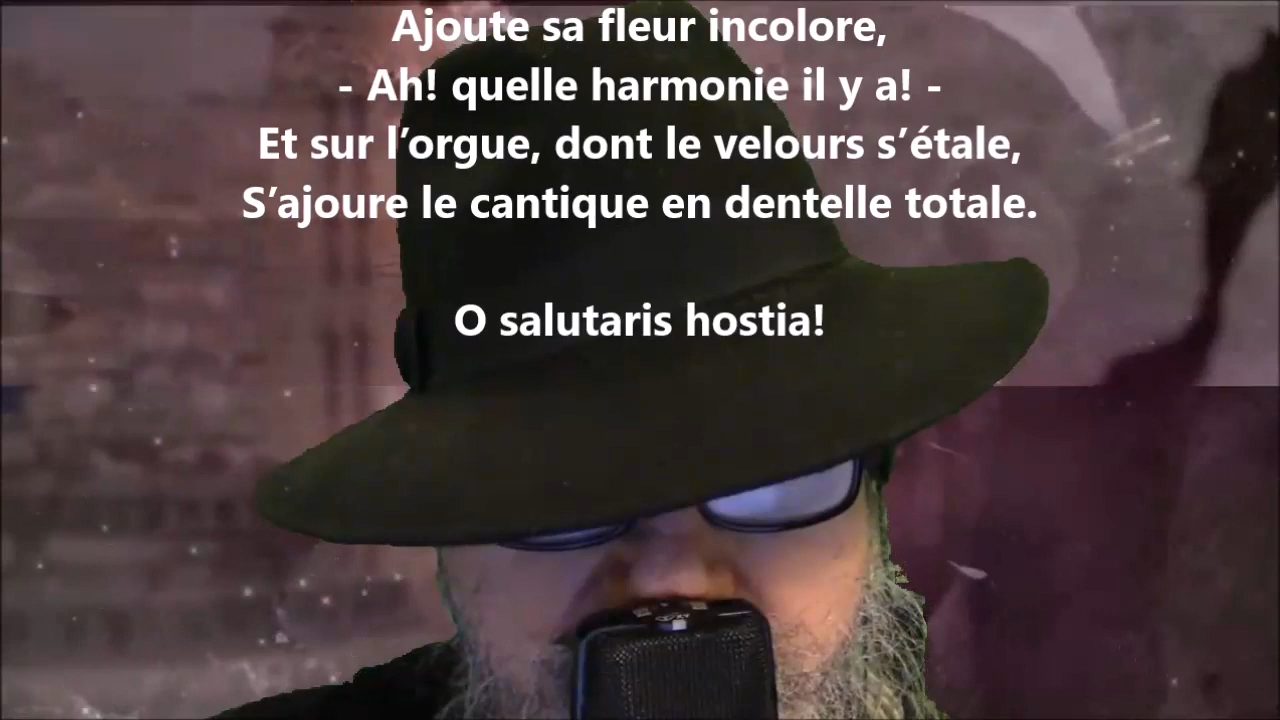 Ajoute sa fleur incolore,
- Ah! quelle harmonie il y a! -
Et sur l’orgue, dont le velours s’étale,
S’ajoure le cantique en dentelle totale.
O salutaris hostia!